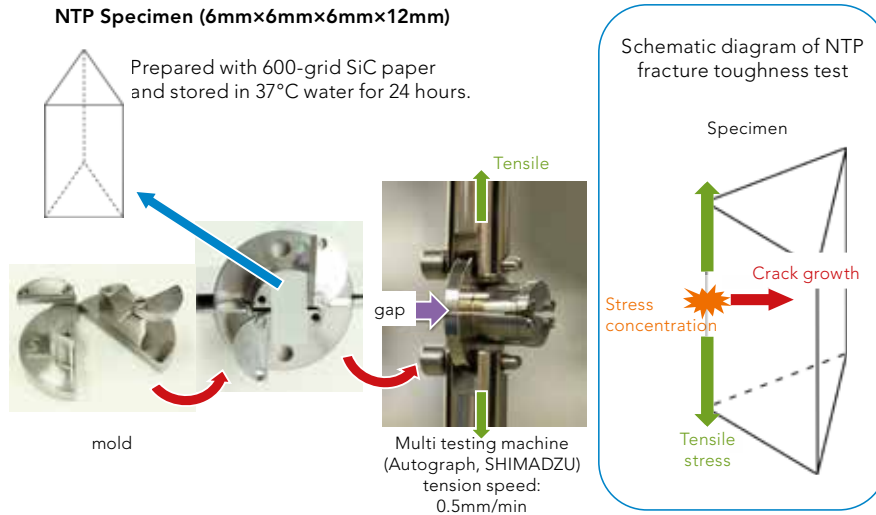 NTP Specimen (6mm×6mm×6mm×12mm)
Prepared with 600-grid SiC paper
and stored in 37°C water for 24 hours.
mold
gap
Tensile
Multi testing machine
(Autograph, SHIMADZU)
tension speed:
0.5mm/min
Schematic diagram of NTP
fracture toughness test
Specimen
Crack growth
Stress
concentration
Tensile
stress